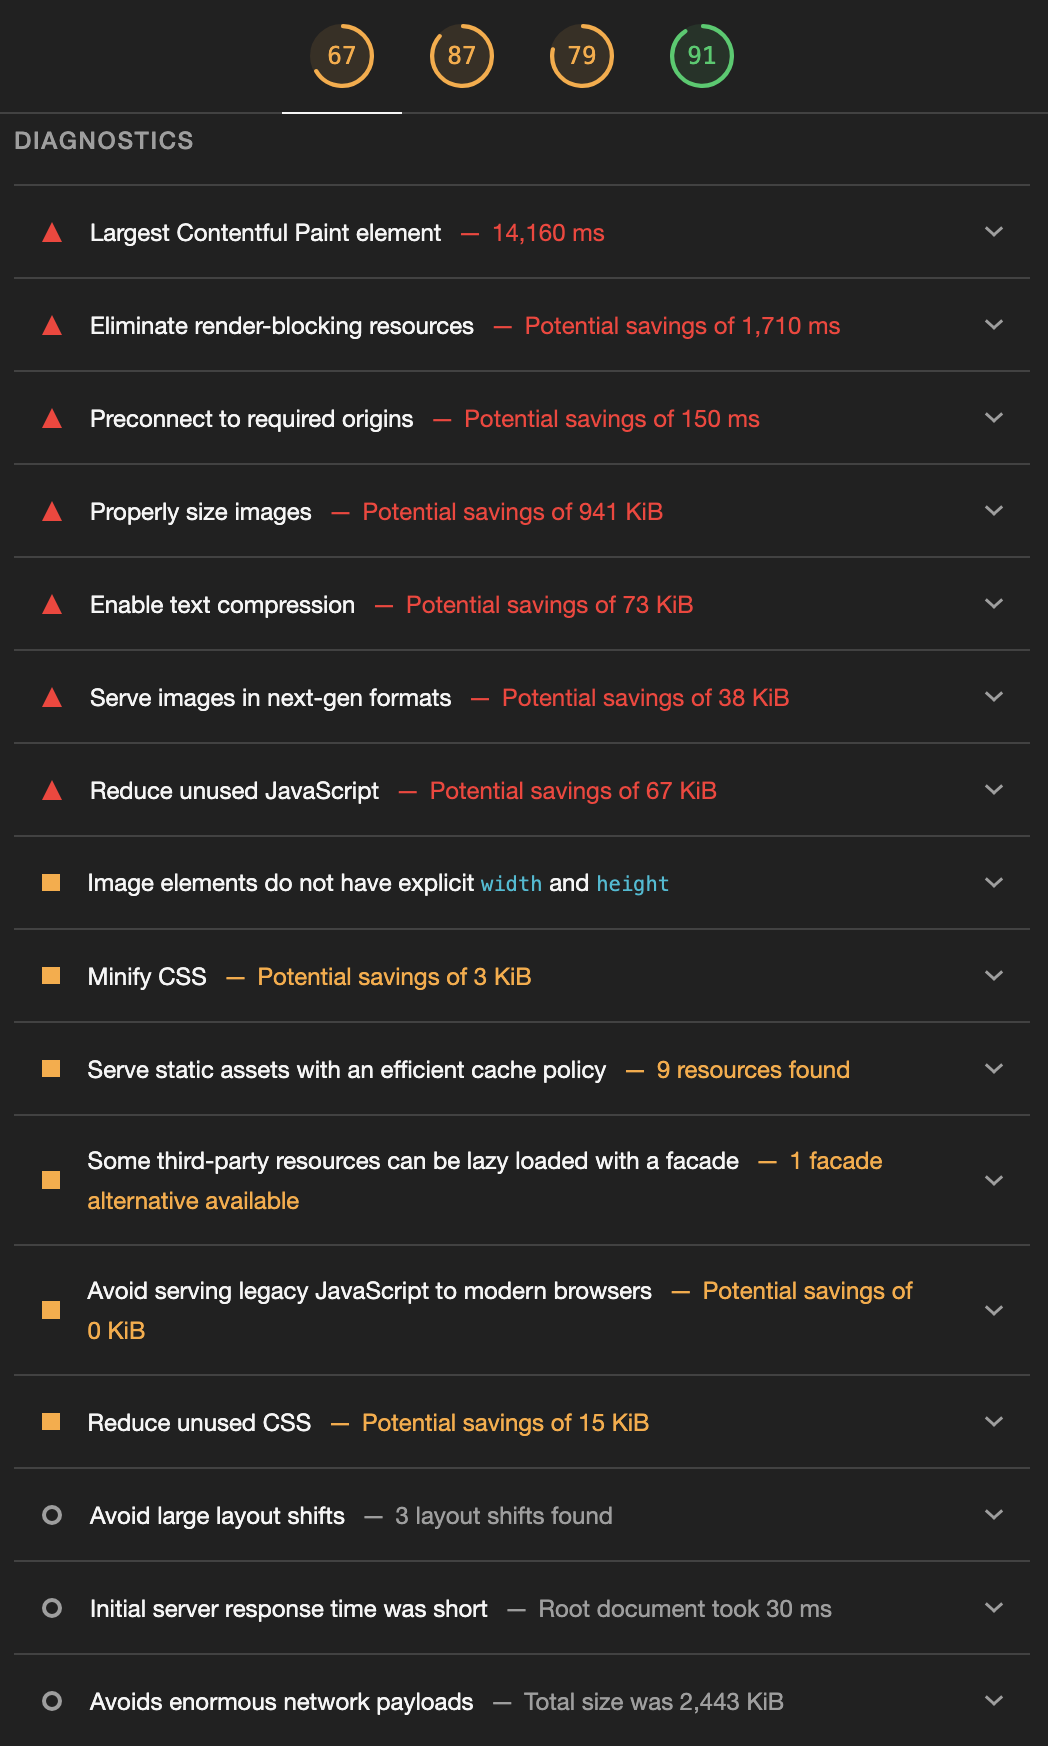 67 87 79 91
DIAGNOSTICS
Largest Contentful Paint element — 14,160 ms
Eliminate render-blocking resources — Potential savings of 1,710 ms
Preconnect to required origins — Potential savings of 150 ms
Properly size images — Potential savings of 941 KiB
Enable text compression — Potential savings of 73 KiB
Serve images in next-gen formats — Potential savings of 38 KiB
Reduce unused JavaScript — Potential savings of 67 KiB
Image elements do not have explicit width and height
Minify CSS — Potential savings of 3 KiB
Serve static assets with an efficient cache policy — 9 resources found
Some third-party resources can be lazy loaded with a facade — 1 facade
alternative available
Avoid serving legacy JavaScript to modern browsers — Potential savings of
0 KiB
Reduce unused CSS — Potential savings of 15 KiB
Avoid large layout shifts — 3 layout shifts found
Initial server response time was short — Root document took 30 ms
Avoids enormous network payloads — Total size was 2,443 KiB